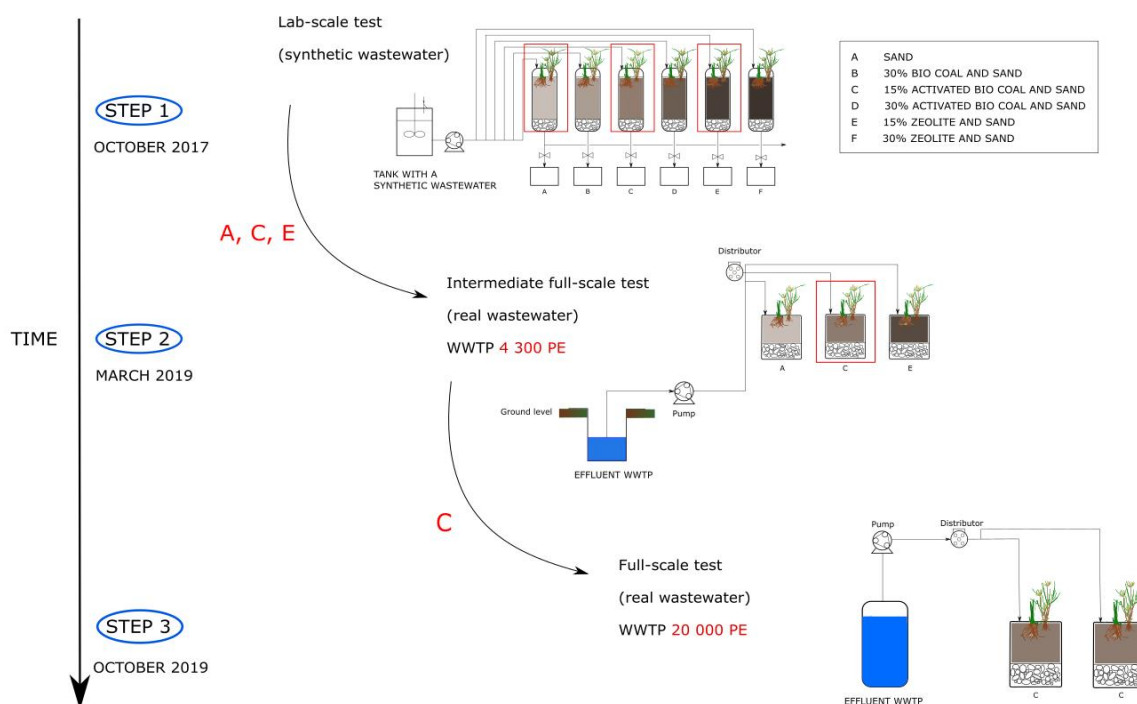 Lab-scale test
(synthetic wastewater)
STEP 1
OCTOBER 2017
TANK WITH A
SYNTHETIC WASTEWATER
A B C D E F
A SAND
B 30% BIO COAL AND SAND
C 15% ACTIVATED BIO COAL AND SAND
D 30% ACTIVATED BIO COAL AND SAND
E 15% ZEOLITE AND SAND
F 30% ZEOLITE AND SAND
A, C, E
TIME
STEP 2
MARCH 2019
Intermediate full-scale test
(real wastewater)
WWTP 4 300 PE
Distributor
A C E
Pump
Ground level
EFFLUENT WWTP
C
STEP 3
OCTOBER 2019
Full-scale test
(real wastewater)
WWTP 20 000 PE
Pump
Distributor
EFFLUENT WWTP
C C